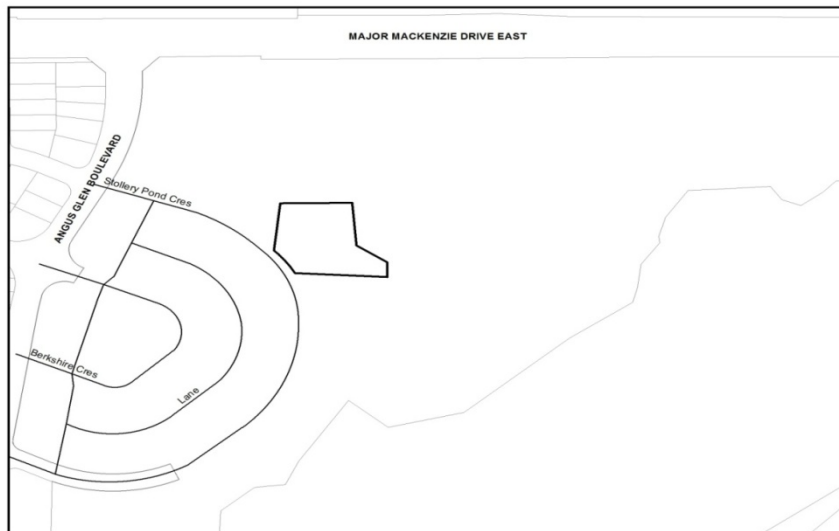 MAJOR MACKENZIE DRIVE EAST
ANGUS GLEN BOULEVARD
Stollery Pond Cres
Berkshire Cres
Lane